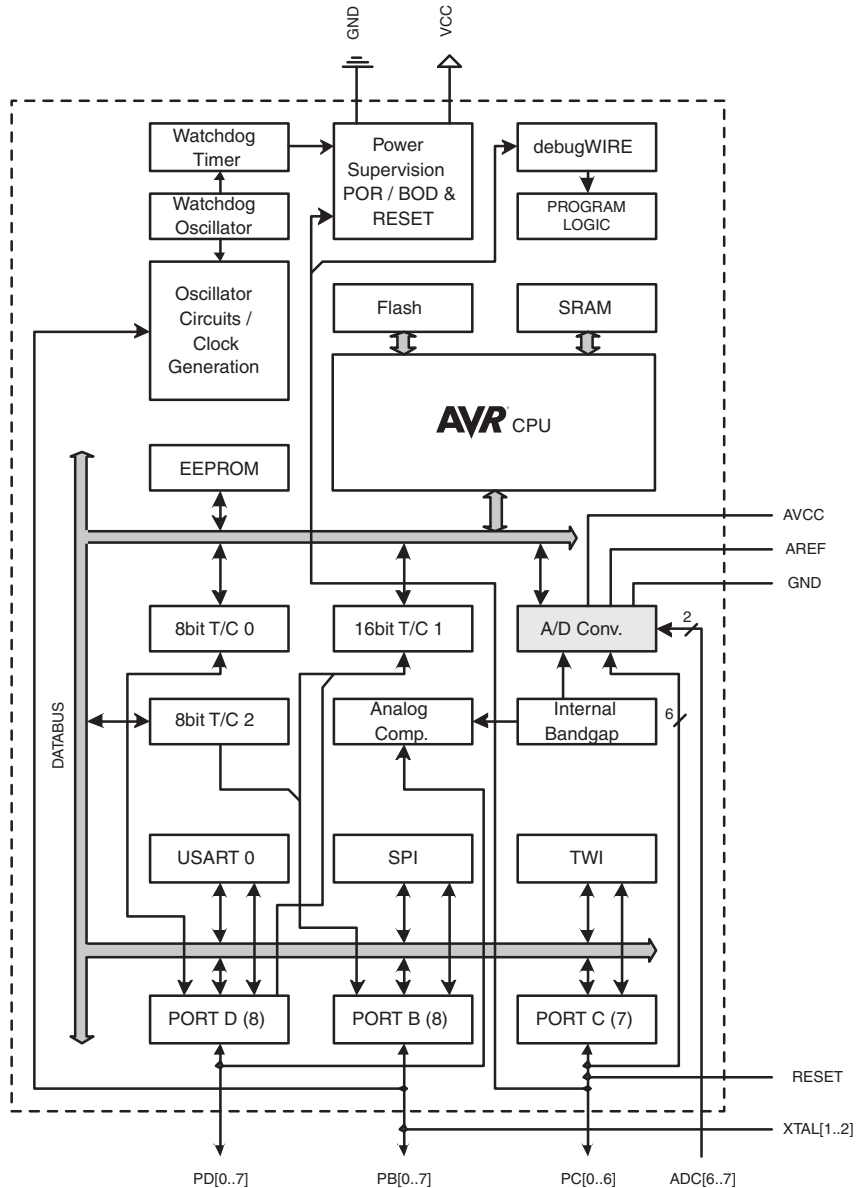 GND
VCC
Watchdog
Timer
Power
Supervision
POR / BOD &
RESET
debugWIRE
Watchdog
Oscillator
PROGRAM
LOGIC
Oscillator
Circuits /
Clock
Generation
Flash
SRAM
AVR CPU
EEPROM
AVCC
AREF
GND
8bit T/C 0
16bit T/C 1
A/D Conv.
2
DATABUS
8bit T/C 2
Analog
Comp.
Internal
Bandgap
6
USART 0
SPI
TWI
PORT D (8)
PORT B (8)
PORT C (7)
RESET
XTAL[1..2]
PD[0..7]
PB[0..7]
PC[0..6]
ADC[6..7]